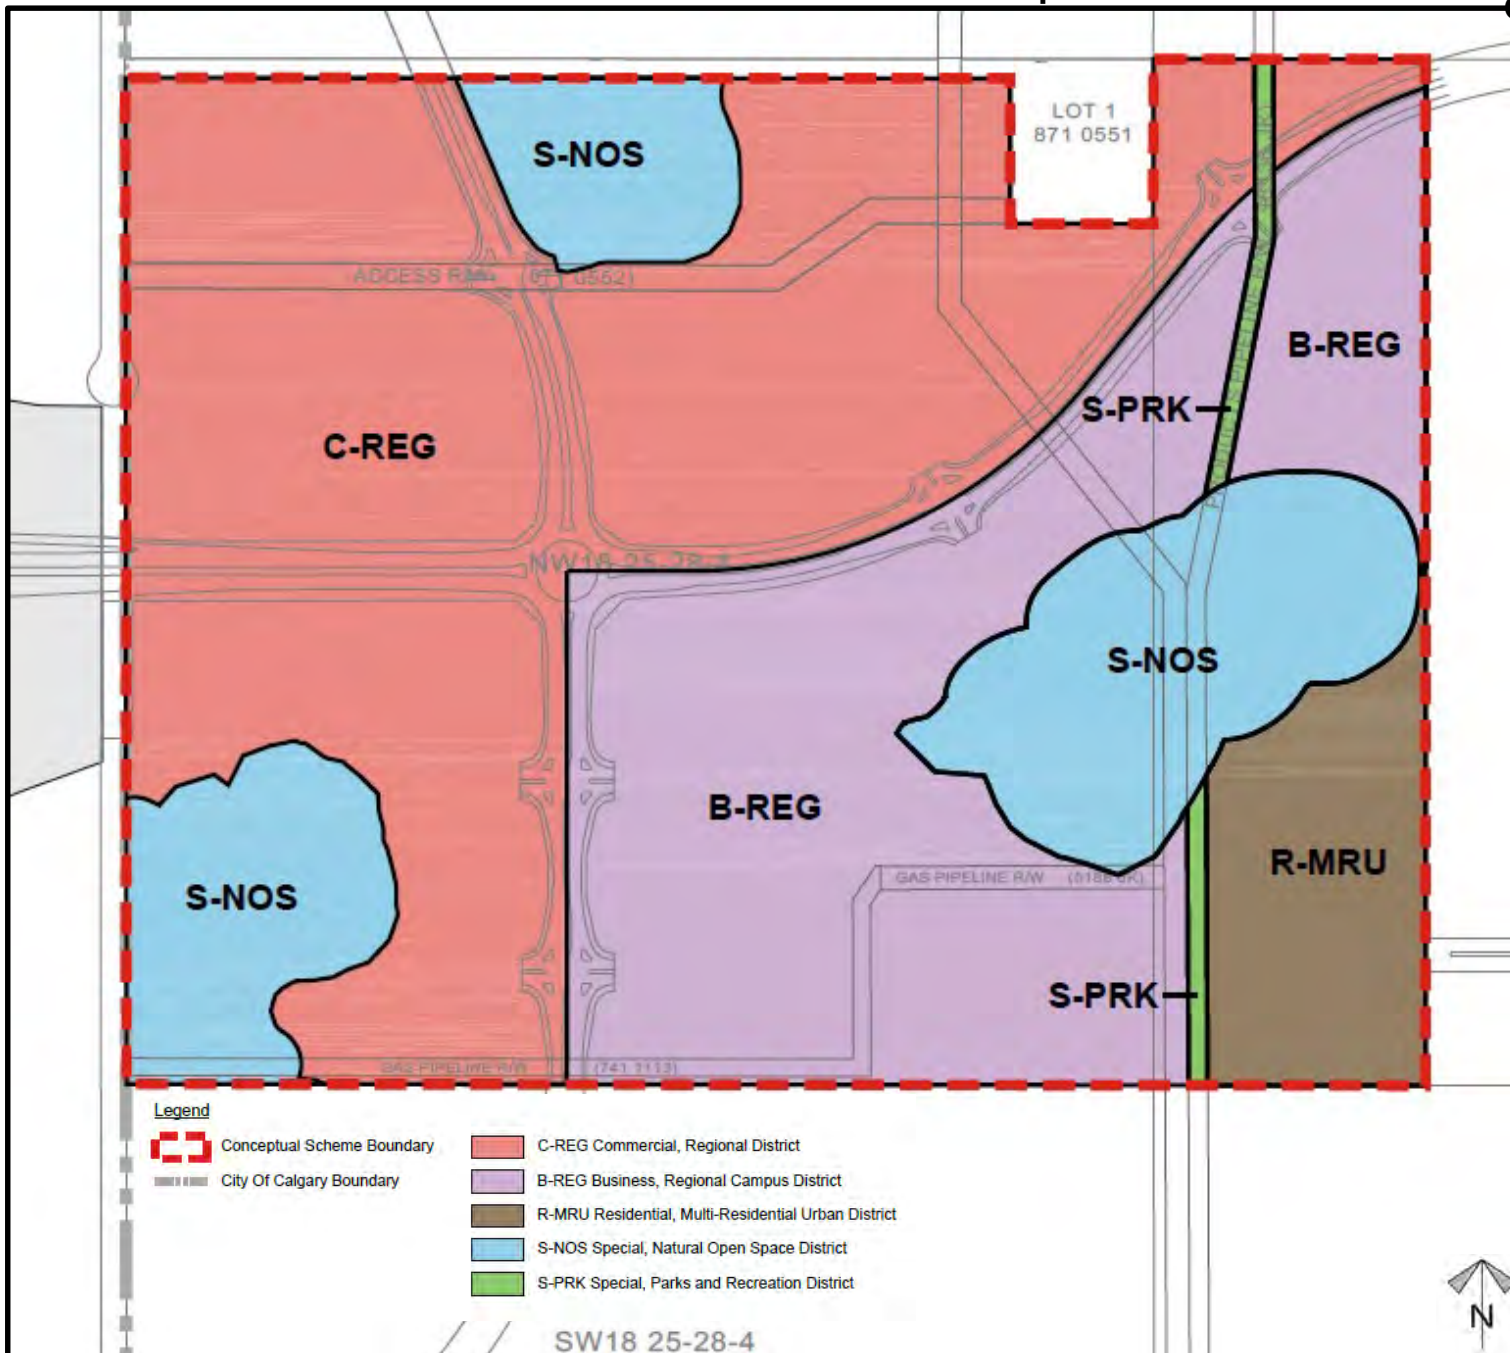 LOT 1
871 0551
S-NOS
ACCESS R/W (871 0552)
B-REG
S-PRK
C-REG
NW18 25-28-4
S-NOS
B-REG
R-MRU
GAS PIPELINE R/W
S-NOS
S-PRK
GAS PIPELINE R/W (741 1113)
Legend
Conceptual Scheme Boundary
City Of Calgary Boundary
C-REG Commercial, Regional District
B-REG Business, Regional Campus District
R-MRU Residential, Multi-Residential Urban District
S-NOS Special, Natural Open Space District
S-PRK Special, Parks and Recreation District
N
SW18 25-28-4